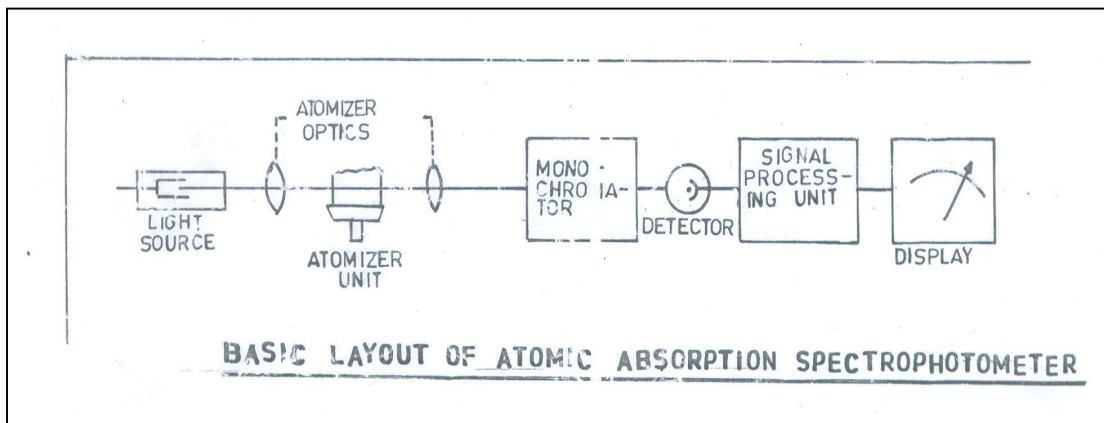 ATOMIZER
OPTICS
LIGHT
SOURCE
ATOMIZER
UNIT
MONO-
CHROMA-
TOR
DETECTOR
SIGNAL
PROCESS-
ING UNIT
DISPLAY
BASIC LAYOUT OF ATOMIC ABSORPTION SPECTROPHOTOMETER